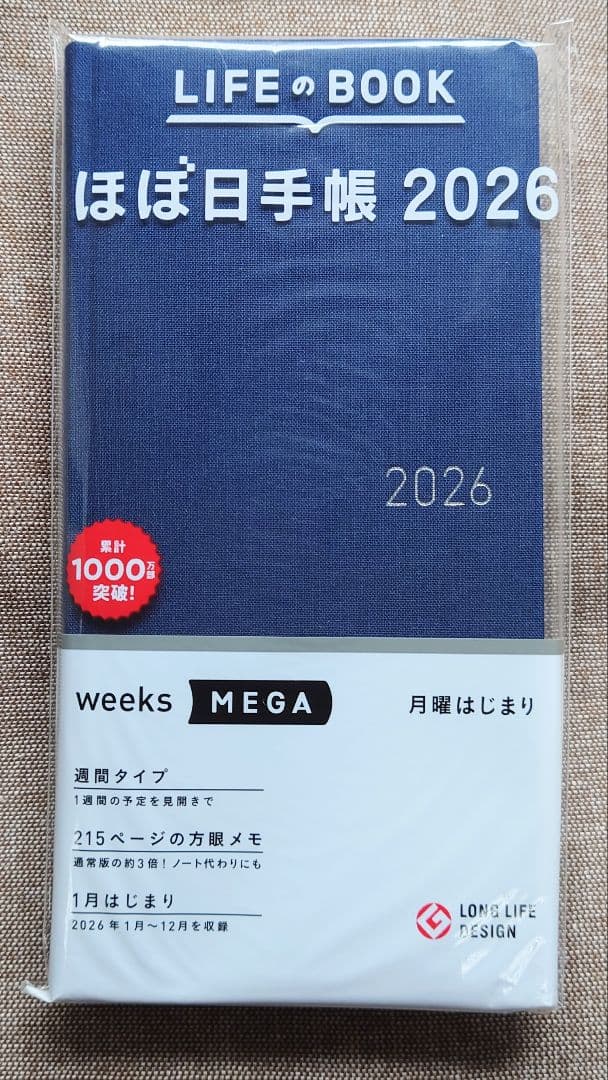 LIFEのBOOK
ほぼ日手帳 2026
2026
累計
1000万部
突破!
weeks MEGA 月曜はじまり
週間タイプ
1週間の予定を見開きで
215ページの方眼メモ
通常版の約3倍！ノート代わりにも
1月はじまり
2026年1月〜12月を収録
LONG LIFE
DESIGN